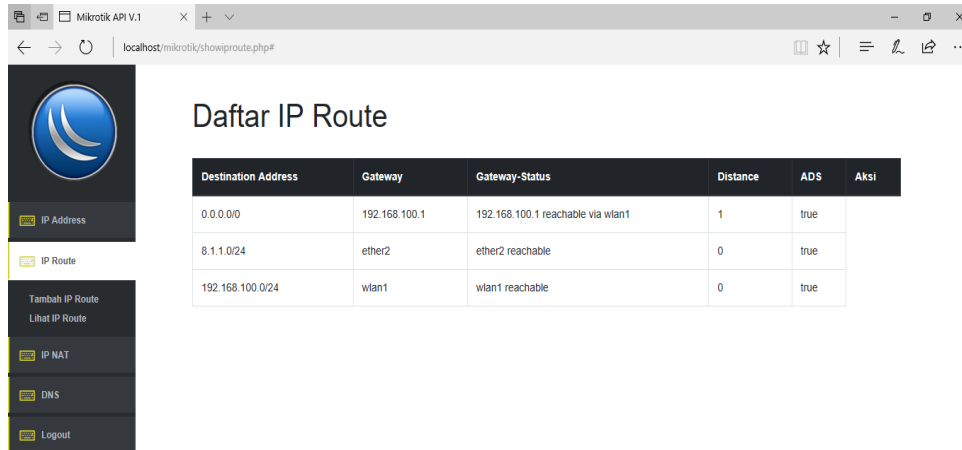 Mikrotik API V.1
localhost/mikrotik/showiproute.php#
Daftar IP Route
Destination Address Gateway Gateway-Status Distance ADS Aksi
0.0.0.0/0 192.168.100.1 192.168.100.1 reachable via wlan1 1 true
8.1.1.0/24 ether2 ether2 reachable 0 true
192.168.100.0/24 wlan1 wlan1 reachable 0 true
IP Address
IP Route
Tambah IP Route
Lihat IP Route
IP NAT
DNS
Logout